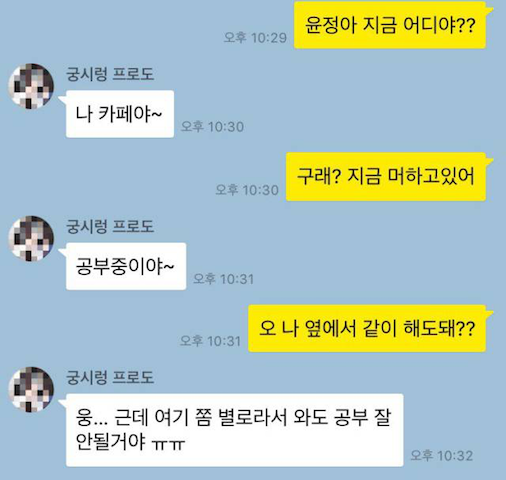 윤정아 지금 어디야??
오후 10:29
궁시렁 프로도
나 카페야~
오후 10:30
구래? 지금 머하고있어
오후 10:30
궁시렁 프로도
공부중이야~
오후 10:31
오 나 옆에서 같이 해도돼??
오후 10:31
궁시렁 프로도
웅... 근데 여기 쫌 별로라서 와도 공부 잘
안될거야 ㅠㅠ
오후 10:32